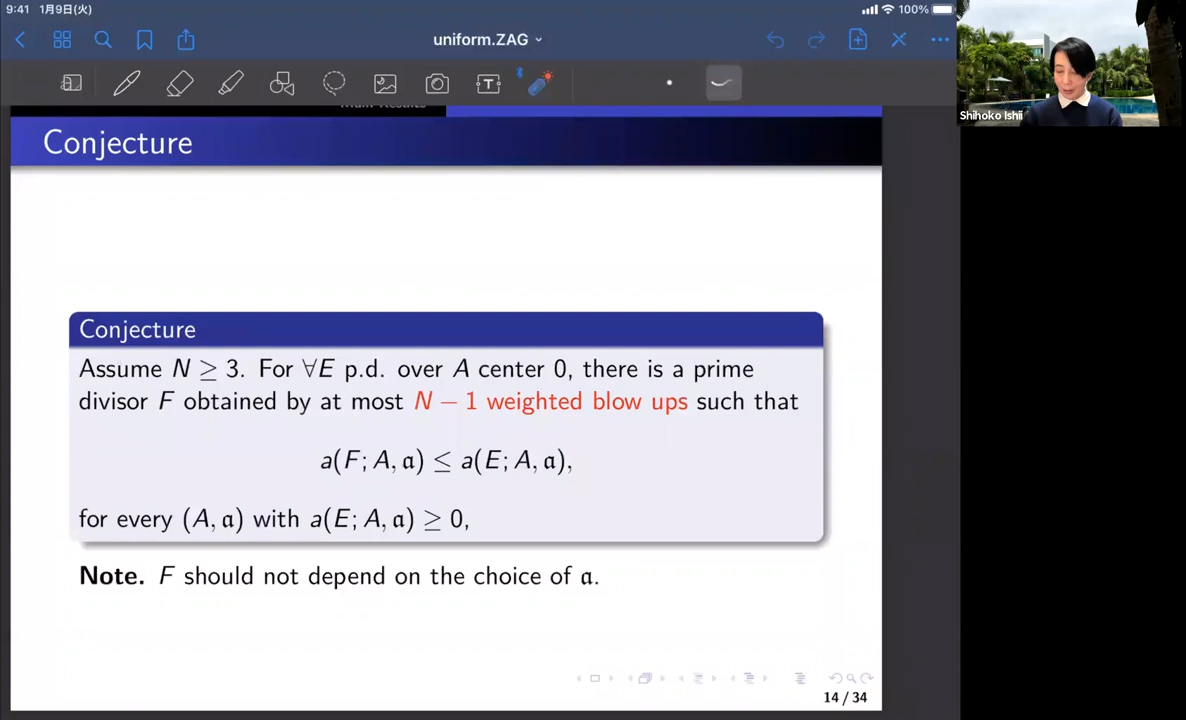 9:41 1月9日(火)
100%
uniform.ZAG
T
Main Results
Conjecture
Shihoko Ishii
Conjecture
Assume N ≥ 3. For ∀E p.d. over A center 0, there is a prime
divisor F obtained by at most N − 1 weighted blow ups such that
a(F; A, 𝔞) ≤ a(E; A, 𝔞),
for every (A, 𝔞) with a(E; A, 𝔞) ≥ 0,
Note. F should not depend on the choice of 𝔞.
14 / 34